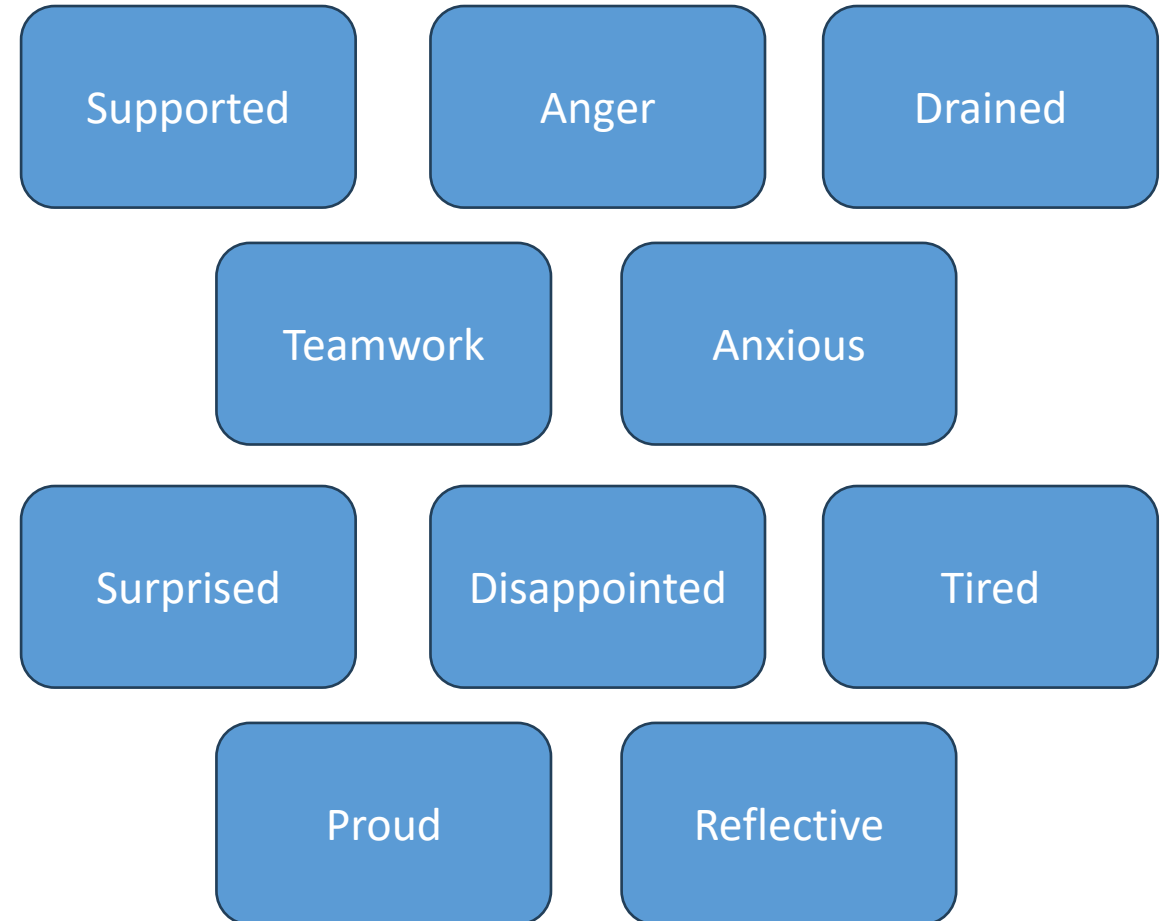 Supported
Anger
Drained
Teamwork
Anxious
Surprised
Disappointed
Tired
Proud
Reflective